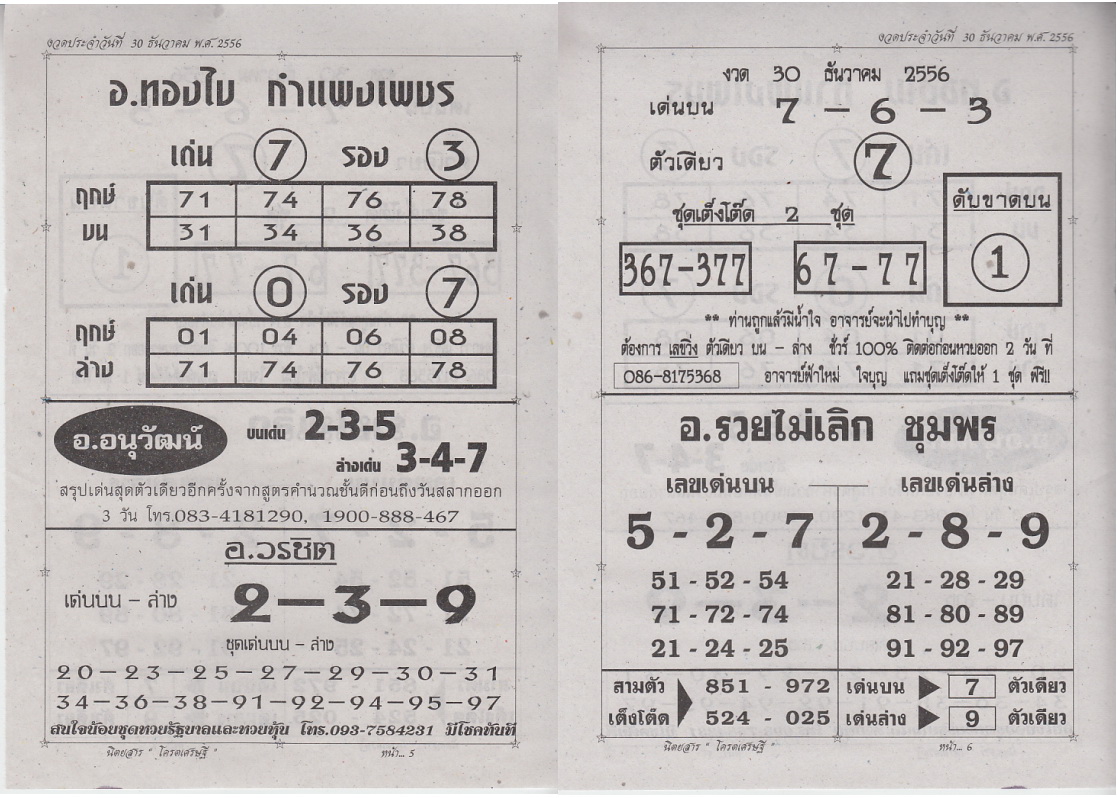 งวดประจำวันที่ 30 ธันวาคม พ.ศ. 2556
อ.ทองใบ กำแพงเพชร
เด่น 7 รอง 3
ฤกษ์ 71 74 76 78
บน 31 34 36 38
เด่น 0 รอง 7
ฤกษ์ 01 04 06 08
ล่าง 71 74 76 78
อ.อนุวัฒน์ บนเด่น 2-3-5
ล่างเด่น 3-4-7
สรุปเด่นสุดตัวเดียวอีกครั้งจากสูตรคำนวณชั้นดีก่อนถึงวันสลากออก
3 วัน โทร.083-4181290, 1900-888-467
อ.วรชิต
เด่นบน - ล่าง 2-3-9
ชุดเด่นบน - ล่าง
20-23-25-27-29-30-31
34-36-38-91-92-94-95-97
สนใจน้อบชุดหวยรัฐบาลและหวยหุ้น โทร.093-7584231 มีโชคทันที
นิตยสาร " โครตเศรษฐี " หน้า... 5
งวดประจำวันที่ 30 ธันวาคม พ.ศ. 2556
งวด 30 ธันวาคม 2556
เด่นบน 7 - 6 - 3
ตัวเดียว 7
ชุดเต็งโต๊ด 2 ชุด
ดับขาดบน
367-377 67-77
1
** ท่านถูกแล้วมีน้ำใจ อาจารย์จะนำไปทำบุญ **
ต้องการ เลขวิ่ง ตัวเดียว บน - ล่าง ชัวร์ 100% ติดต่อก่อนหวยออก 2 วัน ที่
086-8175368 อาจารย์ฟ้าใหม่ ใจบุญ แถมชุดเต็งโต๊ดให้ 1 ชุด ฟรี!!
อ.รวยไม่เลิก ชุมพร
เลขเด่นบน เลขเด่นล่าง
5 - 2 - 7 2 - 8 - 9
51 - 52 - 54 21 - 28 - 29
71 - 72 - 74 81 - 80 - 89
21 - 24 - 25 91 - 92 - 97
สามตัว 851 - 972 เด่นบน 7 ตัวเดียว
เต็งโต๊ด 524 - 025 เด่นล่าง 9 ตัวเดียว
นิตยสาร " โครตเศรษฐี " หน้า... 6